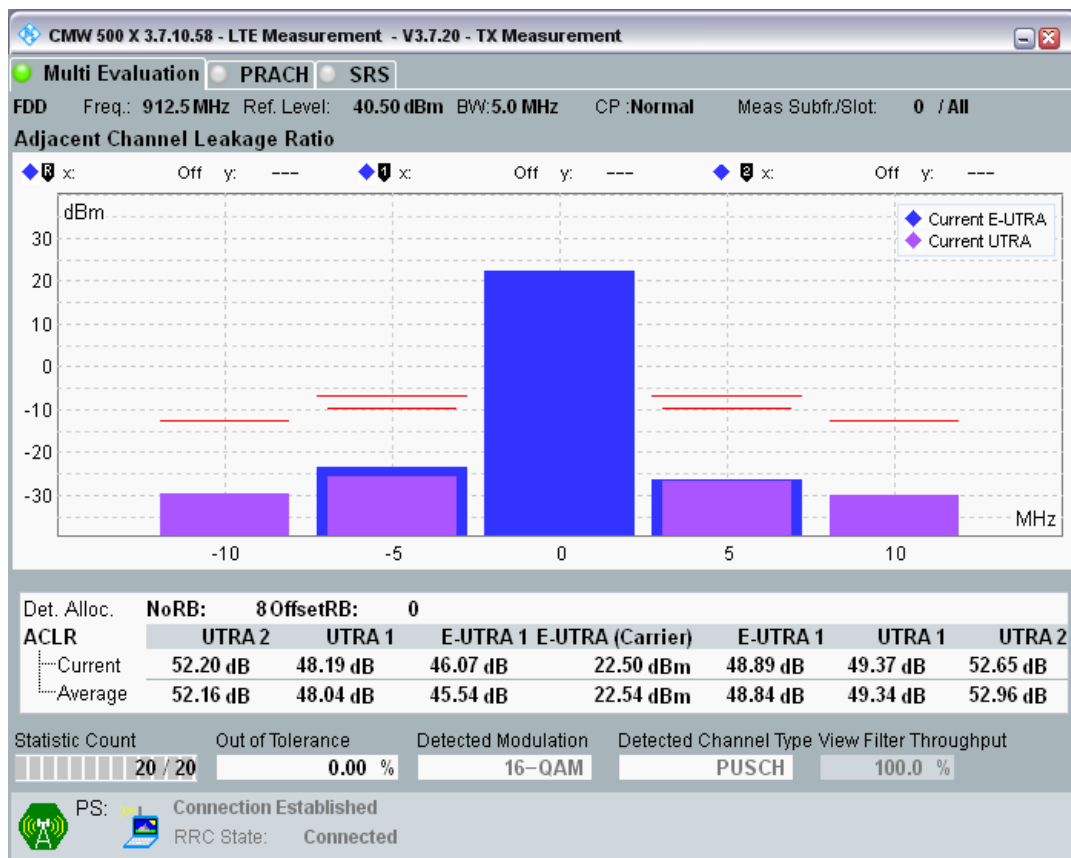 CMW 500 X 3.7.10.58 - LTE Measurement - V3.7.20 - TX Measurement
Multi Evaluation PRACH SRS
FDD Freq.: 912.5 MHz Ref. Level: 40.50 dBm BW:5.0 MHz CP :Normal Meas Subfr./Slot: 0 / All
Adjacent Channel Leakage Ratio
R x: Off y: --- 1 x: Off y: --- 2 x: Off y: ---
dBm
Current E-UTRA
Current UTRA
30
20
10
0
-10
-20
-30
MHz
-10 -5 0 5 10
Det. Alloc. NoRB: 8 OffsetRB: 0
ACLR UTRA 2 UTRA 1 E-UTRA 1 E-UTRA (Carrier) E-UTRA 1 UTRA 1 UTRA 2
Current 52.20 dB 48.19 dB 46.07 dB 22.50 dBm 48.89 dB 49.37 dB 52.65 dB
Average 52.16 dB 48.04 dB 45.54 dB 22.54 dBm 48.84 dB 49.34 dB 52.96 dB
Statistic Count Out of Tolerance Detected Modulation Detected Channel Type View Filter Throughput
20 / 20 0.00 % 16-QAM PUSCH 100.0 %
PS: Connection Established
RRC State: Connected